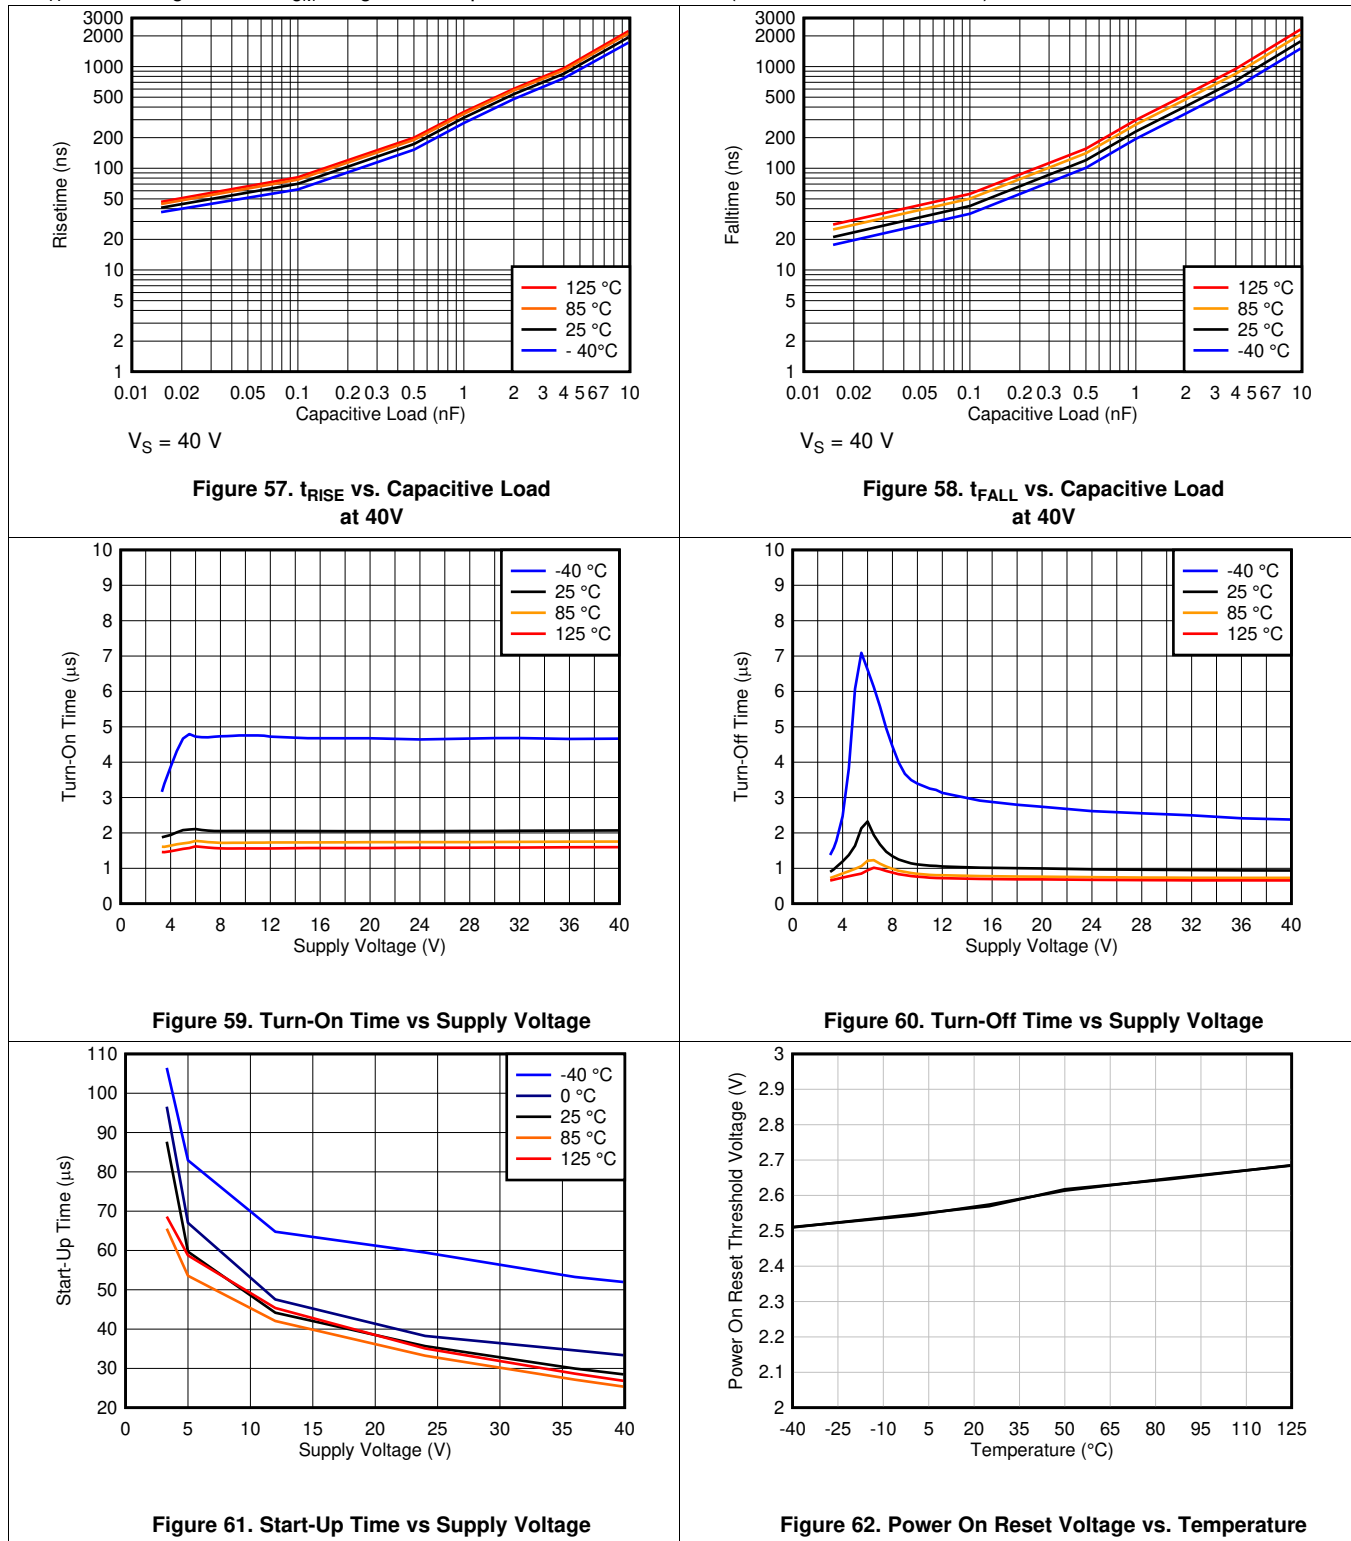 3000
2000
1000
500
200
100
50
20
10
5
2
1
Risetime (ns)
125 °C
85 °C
25 °C
- 40°C
0.01 0.02 0.05 0.1 0.2 0.3 0.5 1 2 3 4 5 6 7 10
Capacitive Load (nF)
V_S = 40 V
Figure 57. t_RISE vs. Capacitive Load
at 40V
3000
2000
1000
500
200
100
50
20
10
5
2
1
Falltime (ns)
125 °C
85 °C
25 °C
-40 °C
0.01 0.02 0.05 0.1 0.2 0.3 0.5 1 2 3 4 5 6 7 10
Capacitive Load (nF)
V_S = 40 V
Figure 58. t_FALL vs. Capacitive Load
at 40V
10
9
8
7
6
5
4
3
2
1
0
Turn-On Time (µs)
-40 °C
25 °C
85 °C
125 °C
0 4 8 12 16 20 24 28 32 36 40
Supply Voltage (V)
Figure 59. Turn-On Time vs Supply Voltage
10
9
8
7
6
5
4
3
2
1
0
Turn-Off Time (µs)
-40 °C
25 °C
85 °C
125 °C
0 4 8 12 16 20 24 28 32 36 40
Supply Voltage (V)
Figure 60. Turn-Off Time vs Supply Voltage
110
100
90
80
70
60
50
40
30
20
Start-Up Time (µs)
-40 °C
0 °C
25 °C
85 °C
125 °C
0 5 10 15 20 25 30 35 40
Supply Voltage (V)
Figure 61. Start-Up Time vs Supply Voltage
3
2.9
2.8
2.7
2.6
2.5
2.4
2.3
2.2
2.1
2
Power On Reset Threshold Voltage (V)
-40 -25 -10 5 20 35 50 65 80 95 110 125
Temperature (°C)
Figure 62. Power On Reset Voltage vs. Temperature